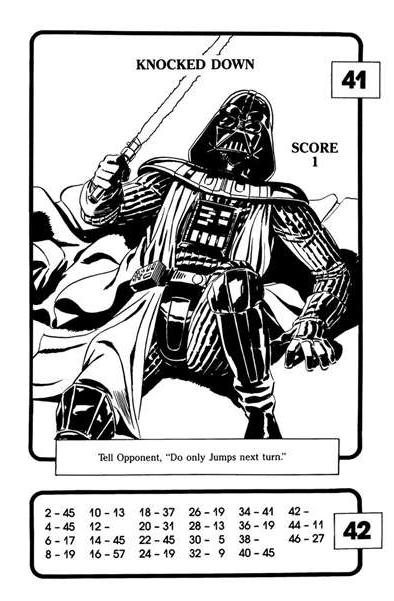 KNOCKED DOWN
41
SCORE
1
Tell Opponent, “Do only Jumps next turn.”
2 – 45 10 – 13 18 – 37 26 – 19 34 – 41 42 –
4 – 45 12 – 20 – 31 28 – 13 36 – 19 44 – 11
6 – 17 14 – 45 22 – 45 30 – 5 38 – 46 – 27
8 – 19 16 – 57 24 – 19 32 – 9 40 – 45
42